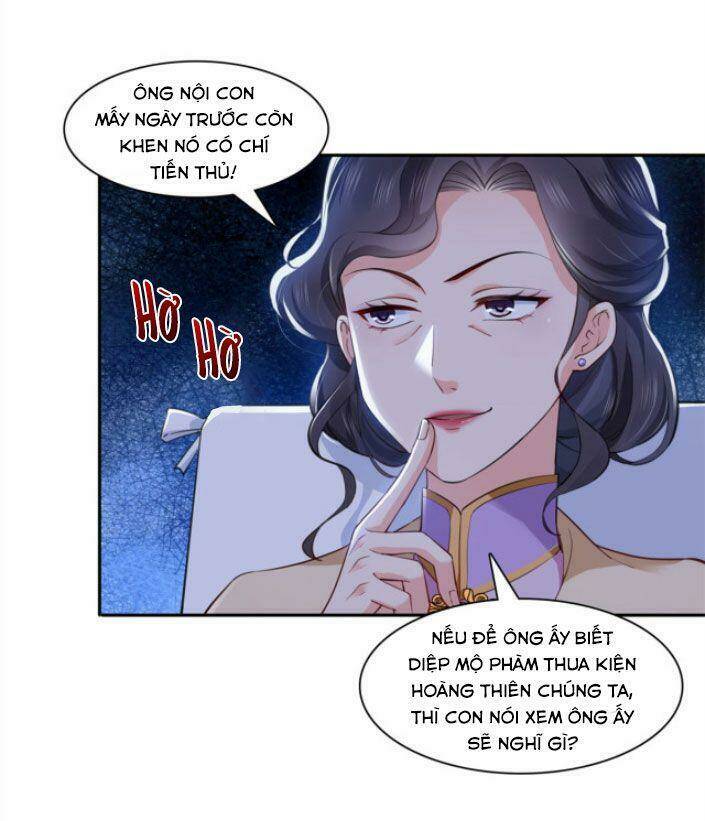 ÔNG NỘI CON
MẤY NGÀY TRƯỚC CÒN
KHEN NÓ CÓ CHÍ
TIẾN THỦ!
HỜ
HỜ
NẾU ĐỂ ÔNG ẤY BIẾT
DIỆP MỘ PHÀM THUA KIỆN
HOÀNG THIÊN CHÚNG TA,
THÌ CON NÓI XEM ÔNG ẤY
SẼ NGHĨ GÌ?